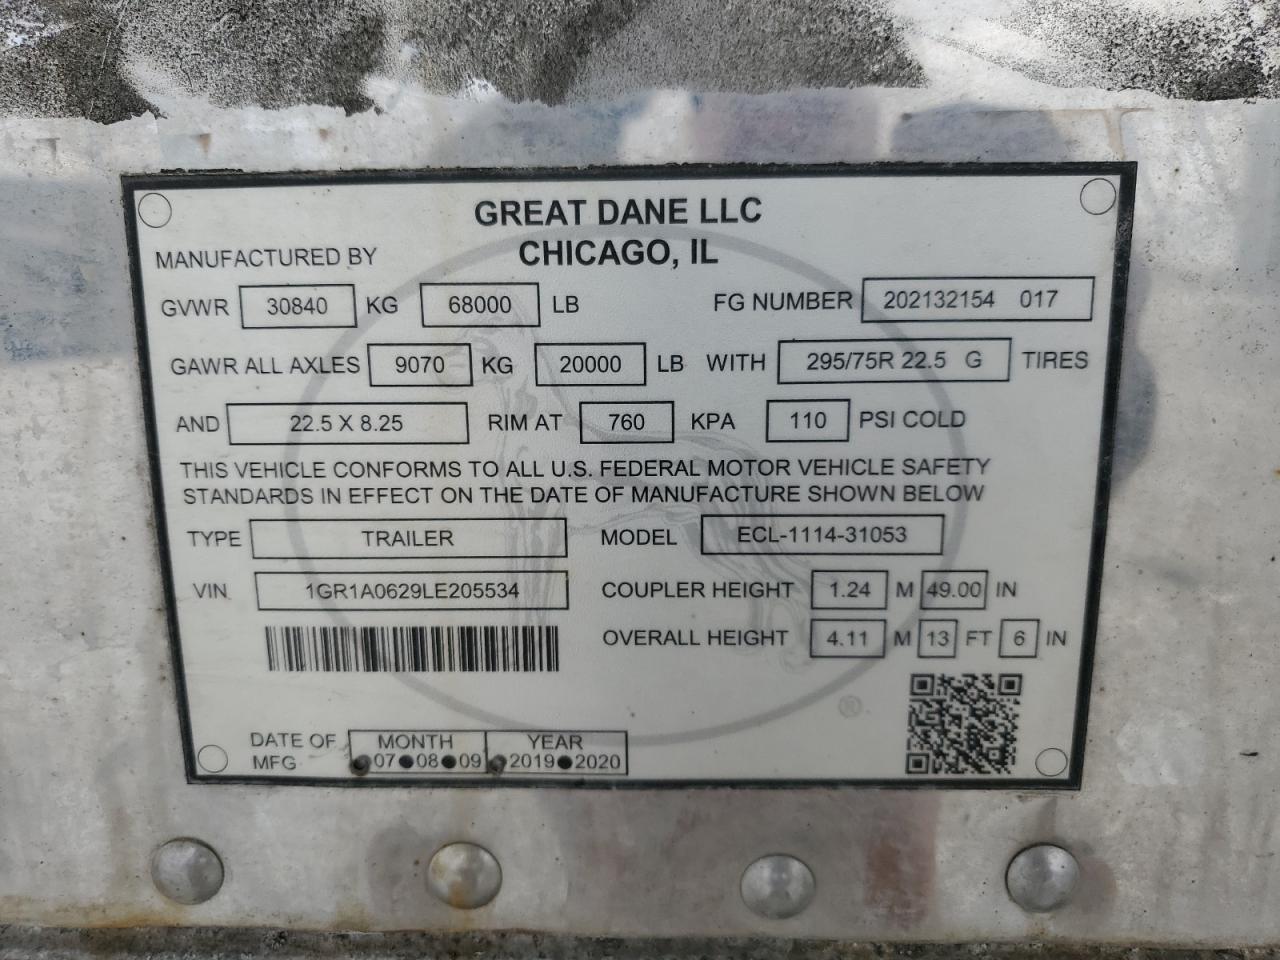 GREAT DANE LLC
MANUFACTURED BY CHICAGO, IL
GVWR 30840 KG 68000 LB FG NUMBER 202132154 017
GAWR ALL AXLES 9070 KG 20000 LB WITH 295/75R 22.5 G TIRES
AND 22.5 X 8.25 RIM AT 760 KPA 110 PSI COLD
THIS VEHICLE CONFORMS TO ALL U.S. FEDERAL MOTOR VEHICLE SAFETY
STANDARDS IN EFFECT ON THE DATE OF MANUFACTURE SHOWN BELOW
TYPE TRAILER MODEL ECL-1114-31053
VIN 1GR1A0629LE205534 COUPLER HEIGHT 1.24 M 49.00 IN
OVERALL HEIGHT 4.11 M 13 FT 6 IN
®
DATE OF MONTH YEAR
MFG 07 08 09 2019 2020